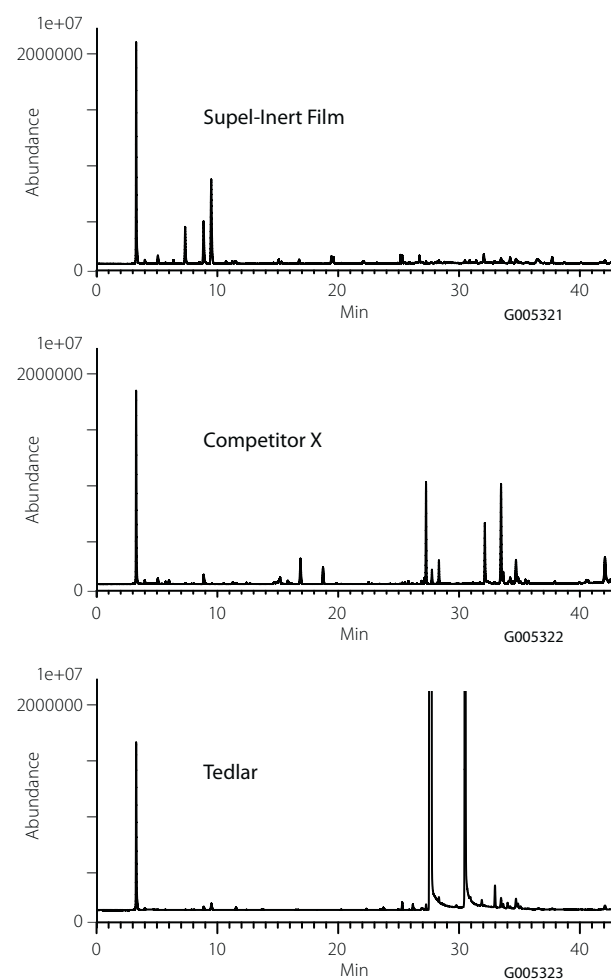 1e+07
2000000
Abundance
Supel-Inert Film
0
0 10 20 30 40
Min
G005321
1e+07
2000000
Abundance
Competitor X
0
0 10 20 30 40
Min
G005322
1e+07
2000000
Abundance
Tedlar
0
0 10 20 30 40
Min
G005323